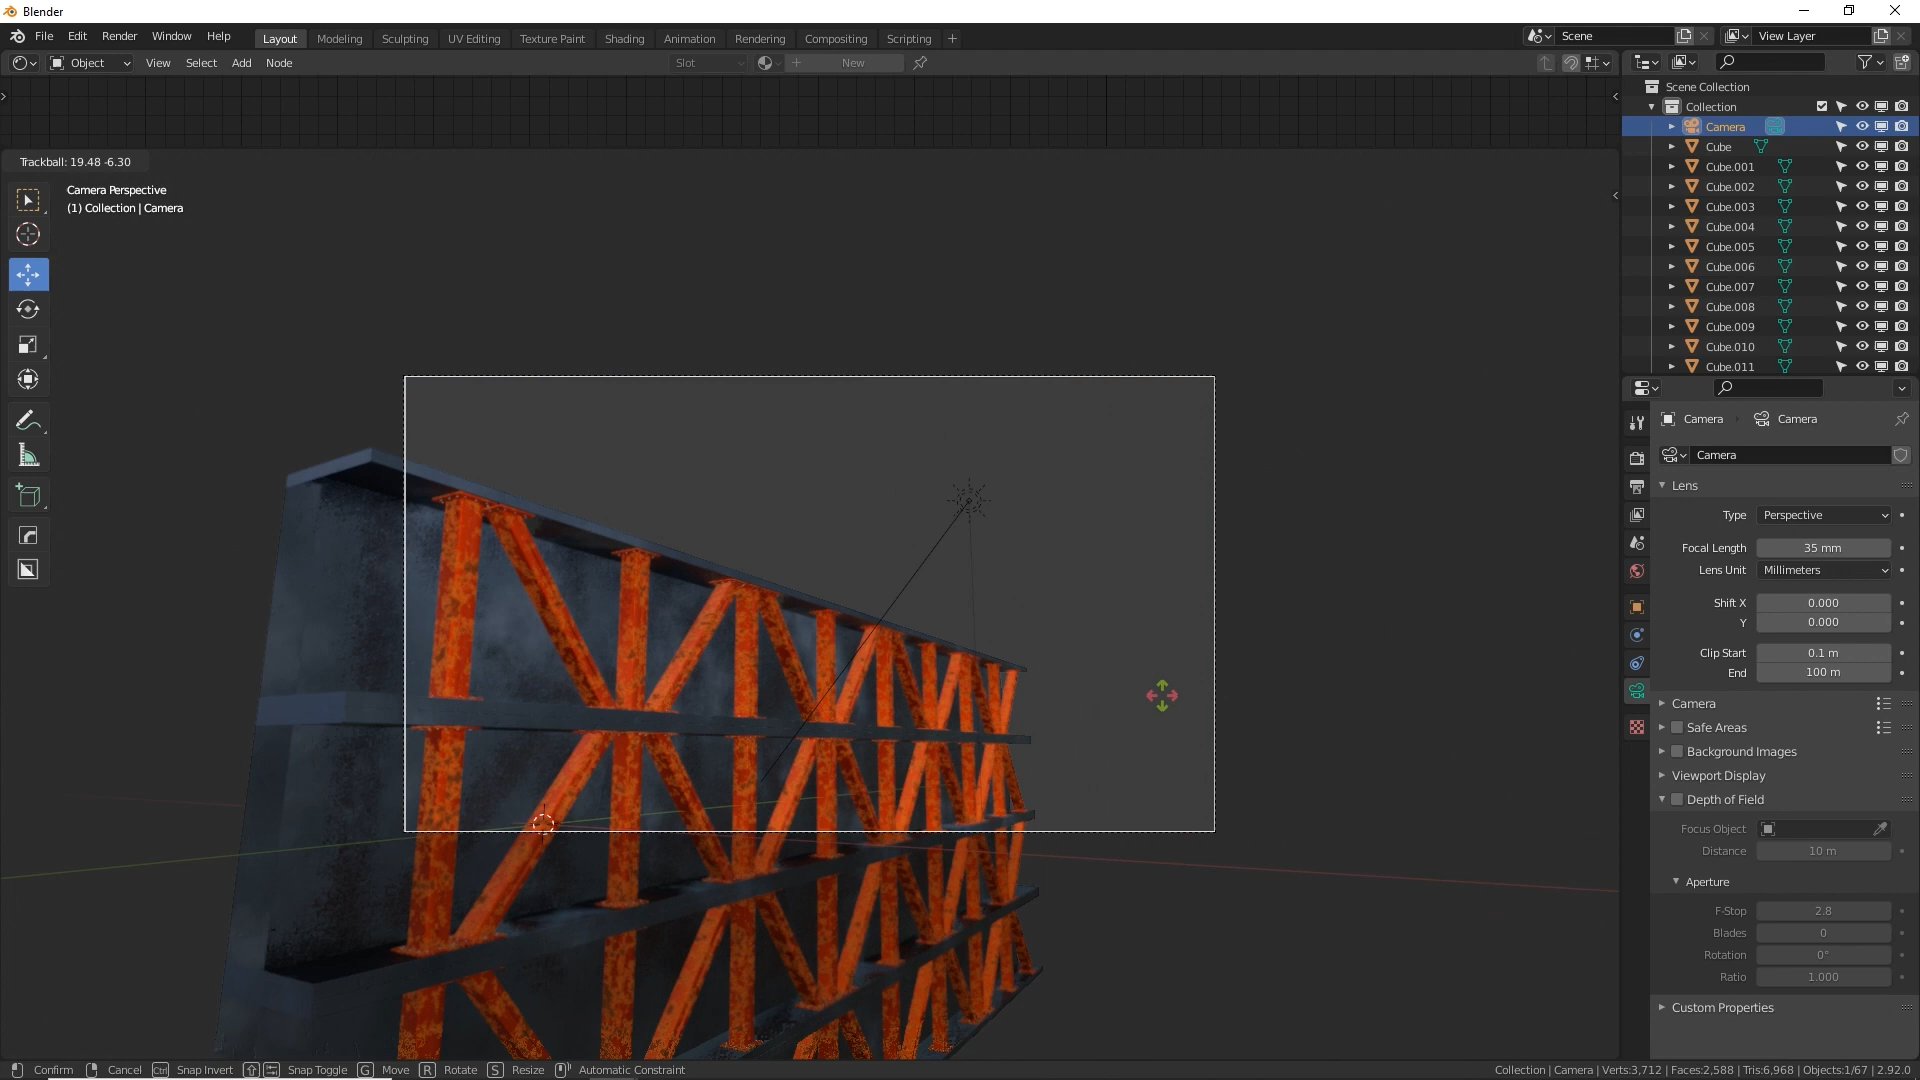 Blender
File Edit Render Window Help Layout Modeling Sculpting UV Editing Texture Paint Shading Animation Rendering Compositing Scripting + Scene View Layer
Object View Select Add Node Slot New
Scene Collection
Collection
Camera
Cube
Cube.001
Cube.002
Cube.003
Cube.004
Cube.005
Cube.006
Cube.007
Cube.008
Cube.009
Cube.010
Cube.011
Trackball: 19.48 -6.30
Camera Perspective
(1) Collection | Camera
Camera Camera
Camera
Lens
Type Perspective
Focal Length 35 mm
Lens Unit Millimeters
Shift X 0.000
Y 0.000
Clip Start 0.1 m
End 100 m
Camera
Safe Areas
Background Images
Viewport Display
Depth of Field
Focus Object
Distance 10 m
Aperture
F-Stop 2.8
Blades 0
Rotation 0°
Ratio 1.000
Custom Properties
Confirm Cancel Ctrl Snap Invert Snap Toggle G Move R Rotate S Resize Automatic Constraint Collection | Camera | Verts:3,712 | Faces:2,588 | Tris:6,968 | Objects:1/67 | 2.92.0